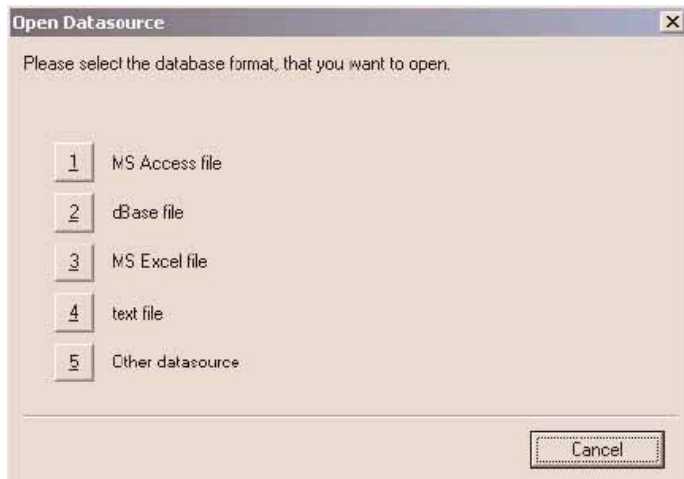 Open Datasource
Please select the database format, that you want to open.
1 MS Access file
2 dBase file
3 MS Excel file
4 text file
5 Other datasource
Cancel